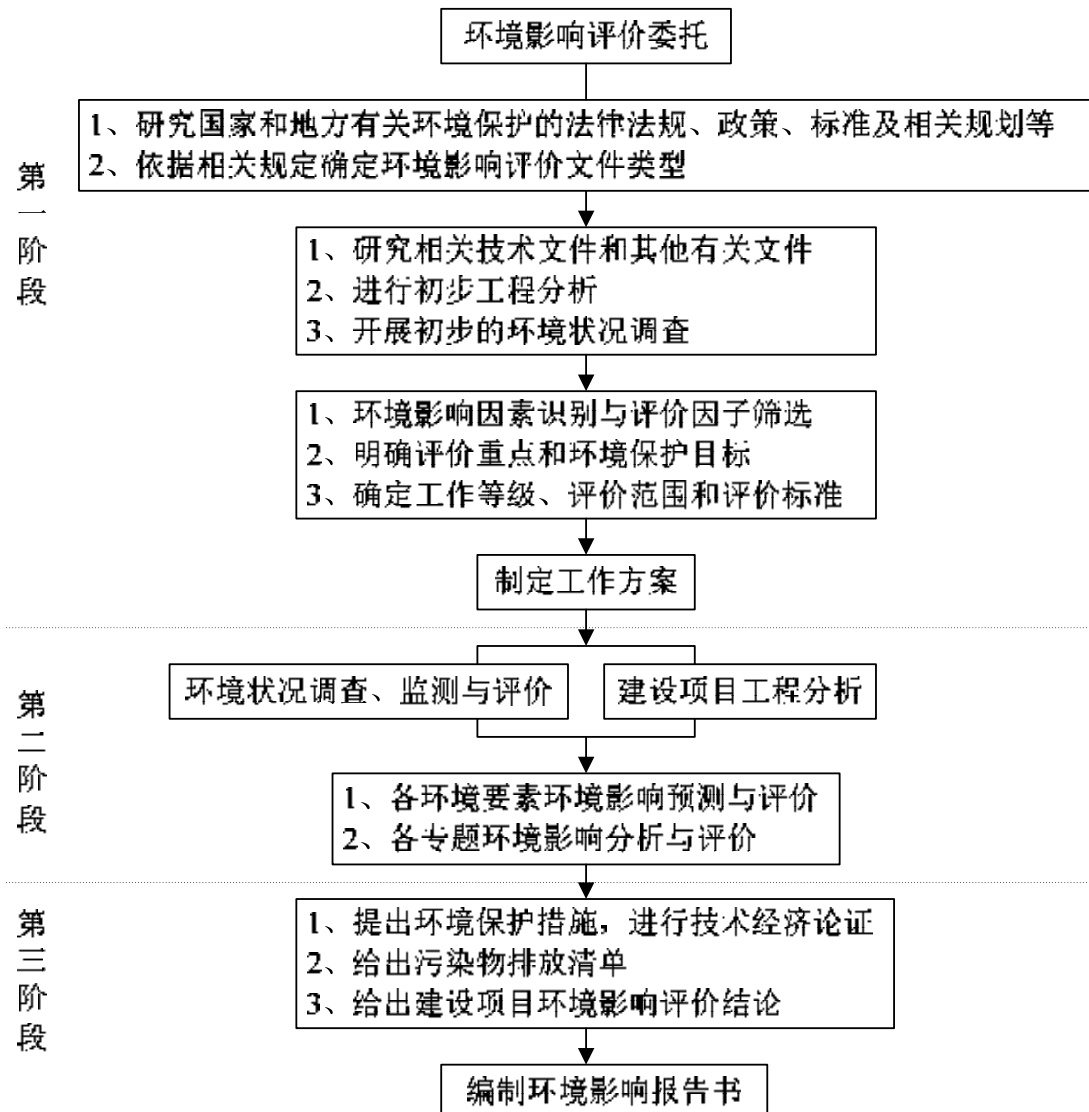 环境影响评价委托
1、研究国家和地方有关环境保护的法律法规、政策、标准及相关规划等
2、依据相关规定确定环境影响评价文件类型
第一阶段
1、研究相关技术文件和其他有关文件
2、进行初步工程分析
3、开展初步的环境状况调查
1、环境影响因素识别与评价因子筛选
2、明确评价重点和环境保护目标
3、确定工作等级、评价范围和评价标准
制定工作方案
第二阶段
环境状况调查、监测与评价
建设项目工程分析
1、各环境要素环境影响预测与评价
2、各专题环境影响分析与评价
第三阶段
1、提出环境保护措施，进行技术经济论证
2、给出污染物排放清单
3、给出建设项目环境影响评价结论
编制环境影响报告书